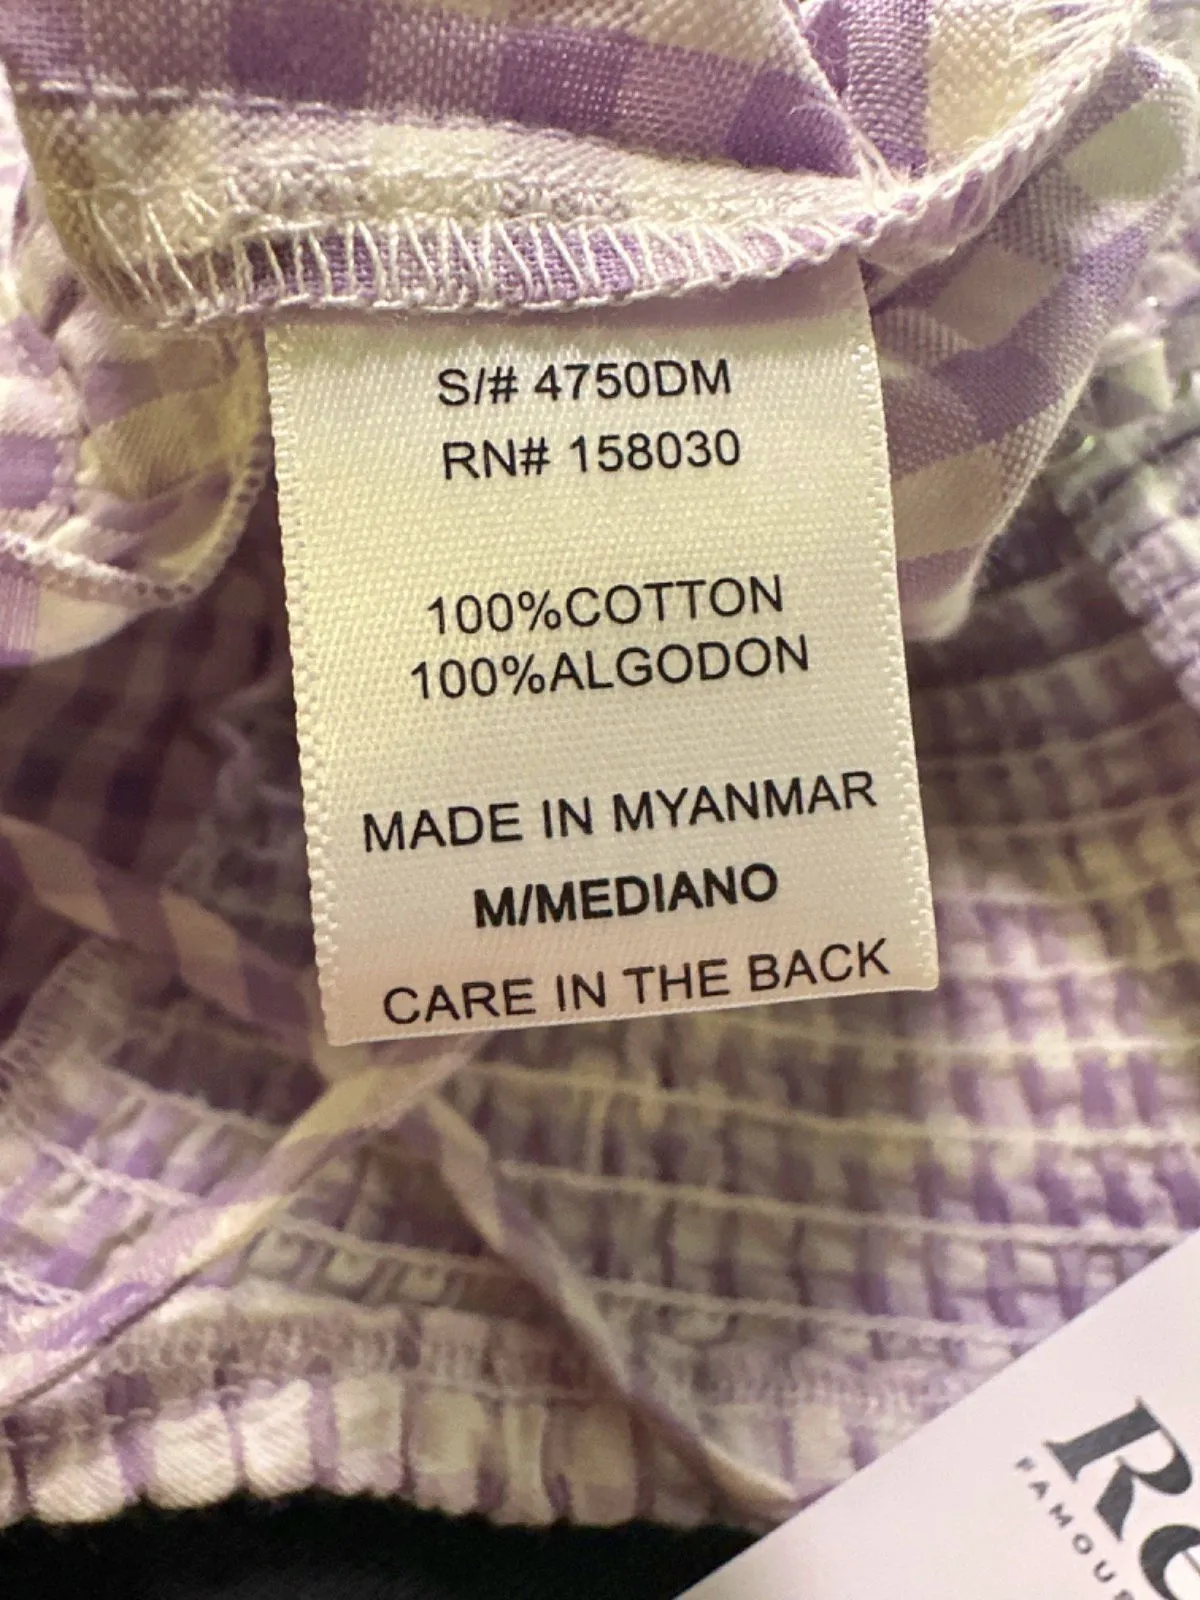 S/# 4750DM
RN# 158030
100%COTTON
100%ALGODON
MADE IN MYANMAR
M/MEDIANO
CARE IN THE BACK